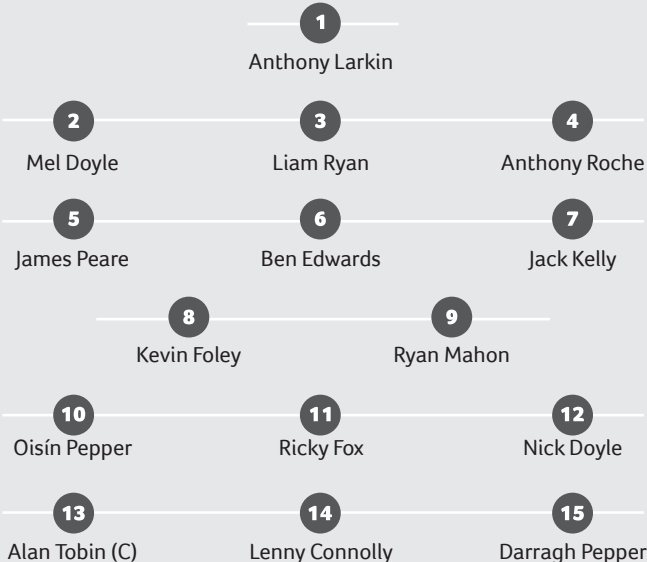 1
Anthony Larkin
2 3 4
Mel Doyle Liam Ryan Anthony Roche
5 6 7
James Peare Ben Edwards Jack Kelly
8 9
Kevin Foley Ryan Mahon
10 11 12
Oisín Pepper Ricky Fox Nick Doyle
13 14 15
Alan Tobin (C) Lenny Connolly Darragh Pepper